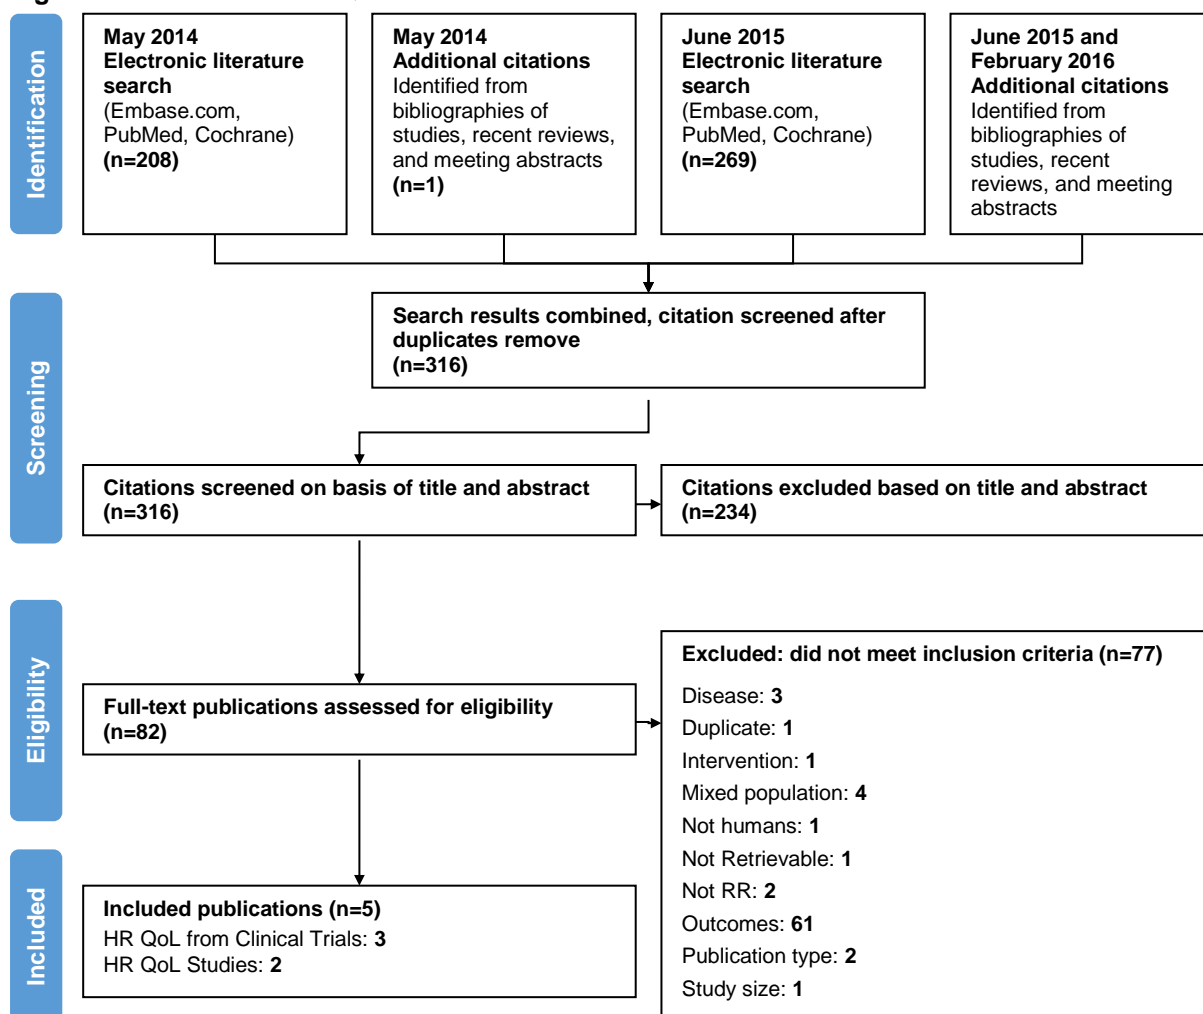 Identification
May 2014
Electronic literature
search
(Embase.com,
PubMed, Cochrane)
(n=208)
May 2014
Additional citations
Identified from
bibliographies of
studies, recent reviews,
and meeting abstracts
(n=1)
June 2015
Electronic literature
search
(Embase.com,
PubMed, Cochrane)
(n=269)
June 2015 and
February 2016
Additional citations
Identified from
bibliographies of
studies, recent
reviews, and meeting
abstracts
Screening
Search results combined, citation screened after
duplicates remove
(n=316)
Citations screened on basis of title and abstract
(n=316)
Citations excluded based on title and abstract
(n=234)
Eligibility
Full-text publications assessed for eligibility
(n=82)
Excluded: did not meet inclusion criteria (n=77)
Disease: 3
Duplicate: 1
Intervention: 1
Mixed population: 4
Not humans: 1
Not Retrievable: 1
Not RR: 2
Outcomes: 61
Publication type: 2
Study size: 1
Included
Included publications (n=5)
HR QoL from Clinical Trials: 3
HR QoL Studies: 2